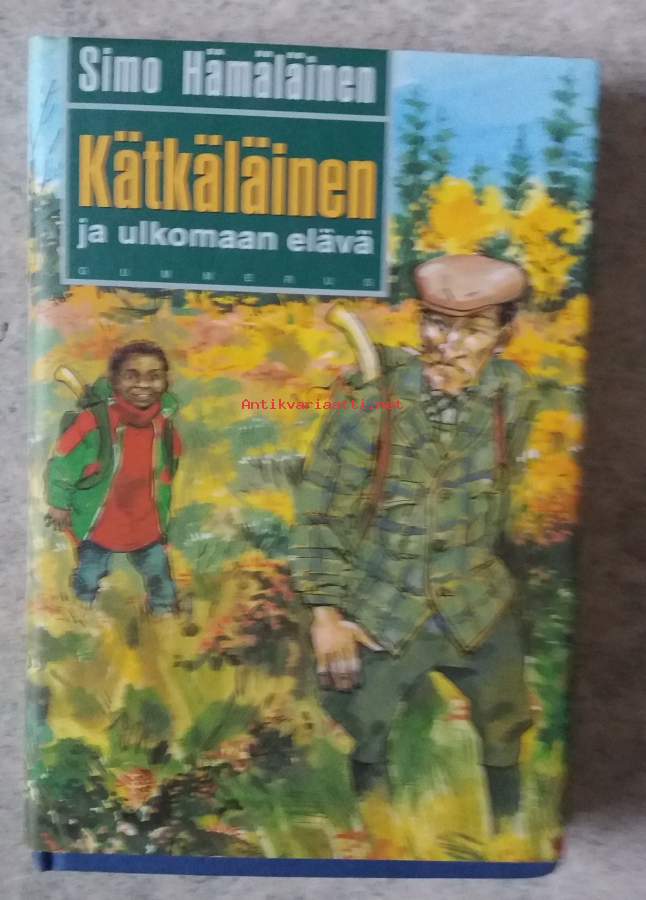 Simo Hämäläinen
Kätkäläinen
ja ulkomaan elävä
GUMMERUS
Antikvariaatti.net